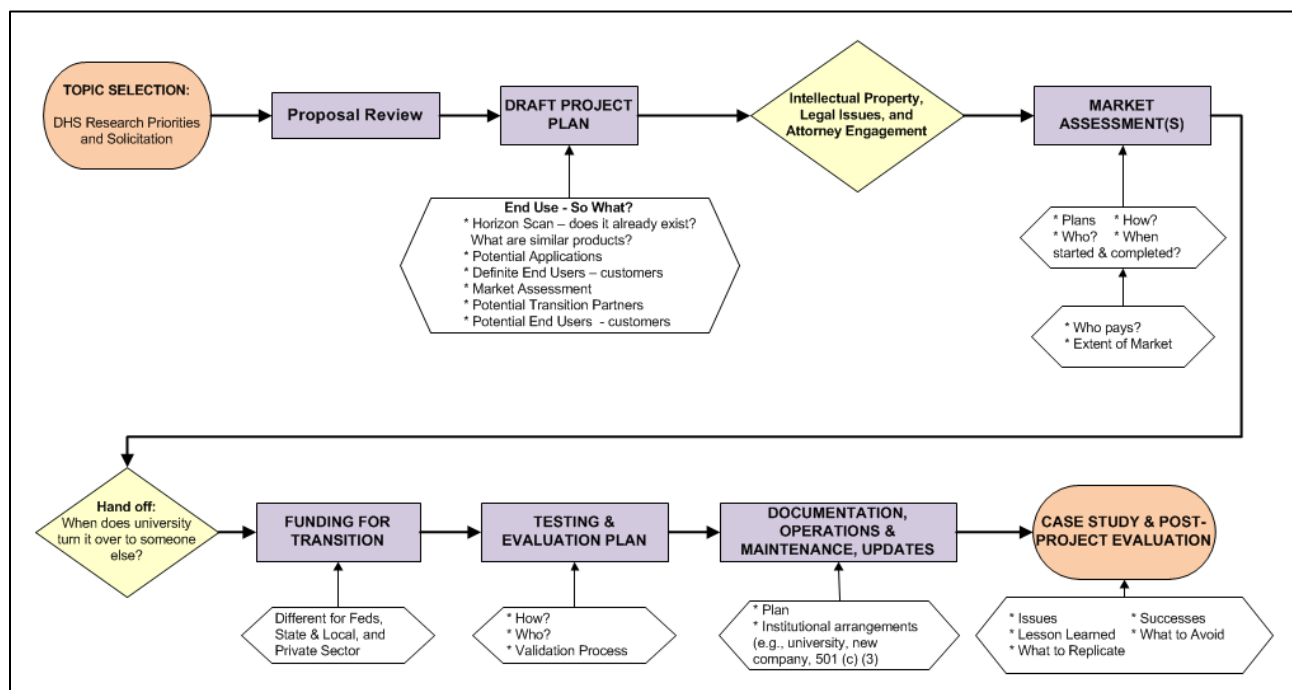 TOPIC SELECTION:
DHS Research Priorities
and Solicitation
Proposal Review
DRAFT PROJECT
PLAN
Intellectual Property,
Legal Issues, and
Attorney Engagement
MARKET
ASSESSMENT(S)
End Use - So What?
* Horizon Scan – does it already exist?
What are similar products?
* Potential Applications
* Definite End Users – customers
* Market Assessment
* Potential Transition Partners
* Potential End Users - customers
* Plans * How?
* Who? * When
started & completed?
* Who pays?
* Extent of Market
Hand off:
When does university
turn it over to someone
else?
FUNDING FOR
TRANSITION
TESTING &
EVALUATION PLAN
DOCUMENTATION,
OPERATIONS &
MAINTENANCE, UPDATES
CASE STUDY & POST-
PROJECT EVALUATION
Different for Feds,
State & Local, and
Private Sector
* How?
* Who?
* Validation Process
* Plan
* Institutional arrangements
(e.g., university, new
company, 501 (c) (3)
* Issues * Successes
* Lesson Learned * What to Avoid
* What to Replicate